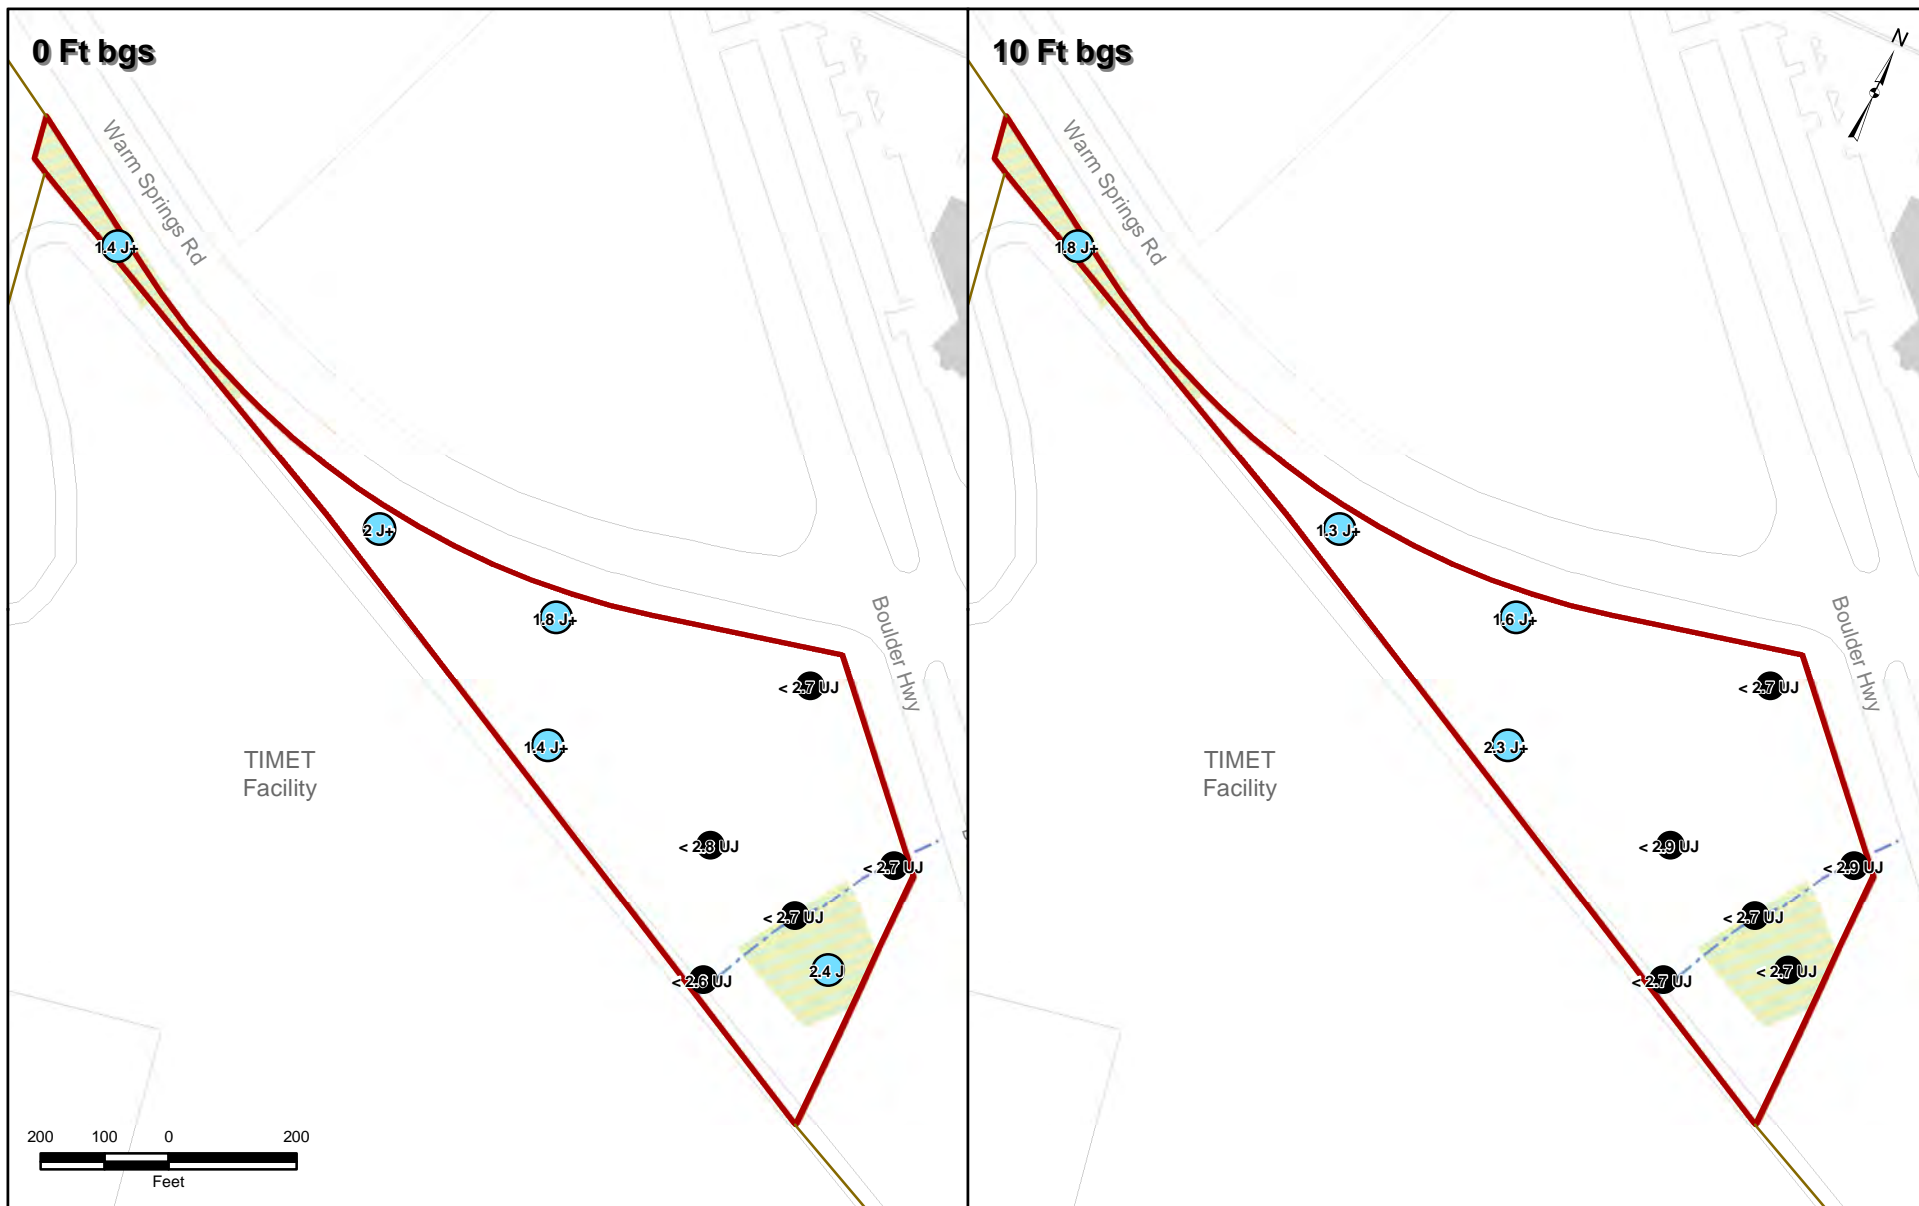 0 Ft bgs
Warm Springs Rd
1.4 J+
2 J+
1.8 J+
Boulder Hwy
< 2.7 UJ
1.4 J+
TIMET
Facility
< 2.8 UJ
< 2.7 UJ
< 2.7 UJ
2.4 J
< 2.6 UJ
200 100 0 200
Feet
10 Ft bgs
N
Warm Springs Rd
1.8 J+
1.3 J+
1.6 J+
Boulder Hwy
< 2.7 UJ
2.3 J+
TIMET
Facility
< 2.9 UJ
< 2.9 UJ
< 2.7 UJ
< 2.7 UJ
< 2.7 UJ